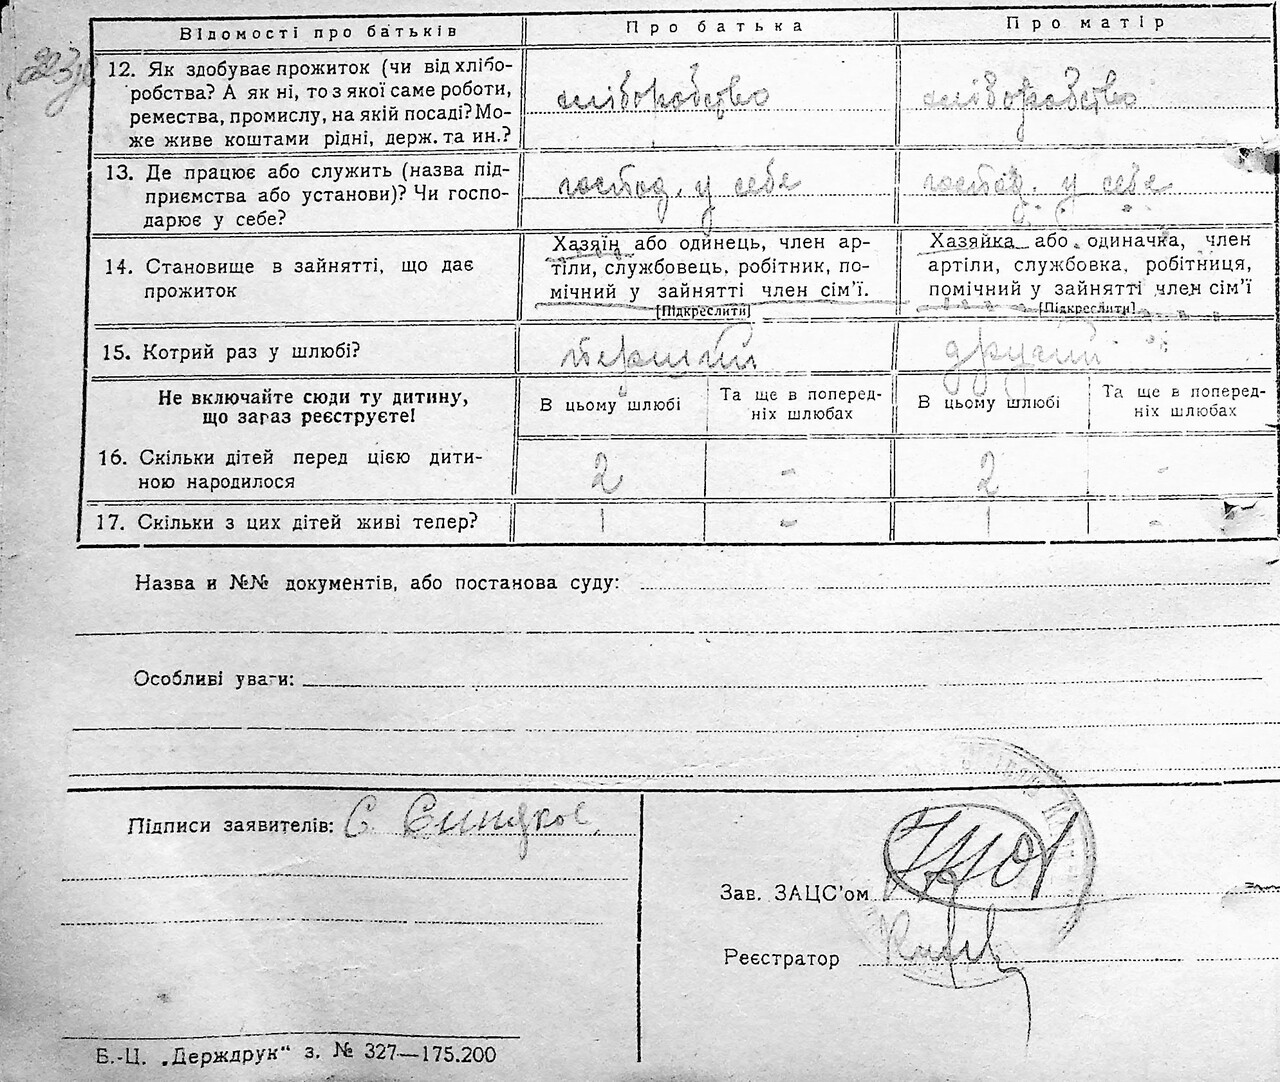 Відомості про батьків
Про батька
Про матір
12. Як здобуває прожиток (чи від хлібо-
робства? А як ні, то з якої саме роботи,
ремества, промислу, на якій посаді? Мо-
же живе коштами рідні, держ. та ин.?
хліборобство
хліборобство
13. Де працює або служить (назва під-
приємства або установи)? Чи госпо-
дарює у себе?
господ. у себе
господ. у себе
14. Становище в зайнятті, що дає
прожиток
Хазяїн або одинець, член ар-
тіли, службовець, робітник, по-
мічний у зайнятті член сім'ї.
[Підкреслити]
Хазяйка або одиначка, член
артіли, службовка, робітниця,
помічний у зайнятті член сім'ї
[Підкреслити]
15. Котрий раз у шлюбі?
перший
другий
Не включайте сюди ту дитину,
що зараз реєструєте!
В цьому шлюбі
Та ще в поперед-
ніх шлюбах
В цьому шлюбі
Та ще в поперед-
ніх шлюбах
16. Скільки дітей перед цією дити-
ною народилося
2
-
2
-
17. Скільки з цих дітей живі тепер?
1
-
1
-
Назва и №№ документів, або постанова суду:
Особливі уваги:
Підписи заявителів: С.
Зав. ЗАЦС'ом
Реєстратор
Б.-Ц. „Держдрук" з. № 327—175.200